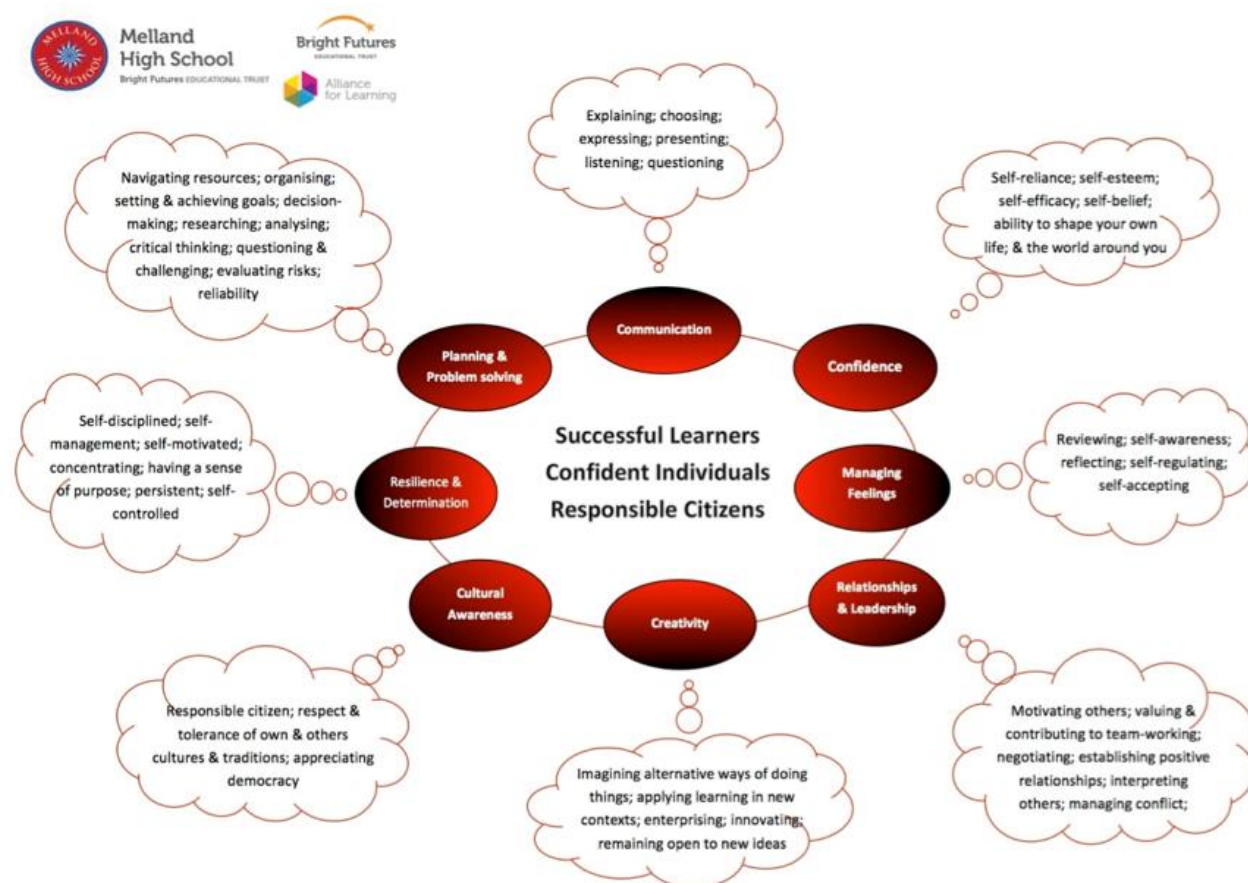 MELLAND
HIGH SCHOOL
Melland
High School
Bright Futures EDUCATIONAL TRUST
Bright Futures
EDUCATIONAL TRUST
Alliance
for Learning
Explaining; choosing;
expressing; presenting;
listening; questioning
Navigating resources; organising;
setting & achieving goals; decision-
making; researching; analysing;
critical thinking; questioning &
challenging; evaluating risks;
reliability
Self-reliance; self-esteem;
self-efficacy; self-belief;
ability to shape your own
life; & the world around you
Communication
Planning &
Problem solving
Confidence
Self-disciplined; self-
management; self-motivated;
concentrating; having a sense
of purpose; persistent; self-
controlled
Resilience &
Determination
Successful Learners
Confident Individuals
Responsible Citizens
Managing
Feelings
Reviewing; self-awareness;
reflecting; self-regulating;
self-accepting
Cultural
Awareness
Creativity
Relationships
& Leadership
Responsible citizen; respect &
tolerance of own & others
cultures & traditions; appreciating
democracy
Imagining alternative ways of doing
things; applying learning in new
contexts; enterprising; innovating;
remaining open to new ideas
Motivating others; valuing &
contributing to team-working;
negotiating; establishing positive
relationships; interpreting
others; managing conflict;